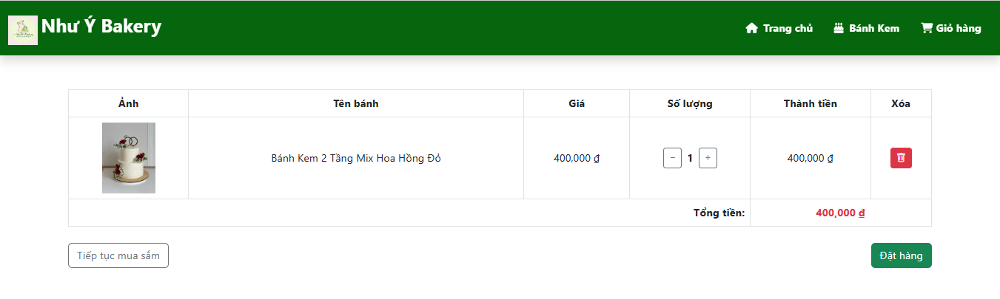 Như Ý Bakery
Trang chủ
Bánh Kem
Giỏ hàng
Ảnh Tên bánh Giá Số lượng Thành tiền Xóa
Bánh Kem 2 Tầng Mix Hoa Hồng Đỏ 400,000 ₫ − 1 + 400,000 ₫
Tổng tiền: 400,000 ₫
Tiếp tục mua sắm
Đặt hàng